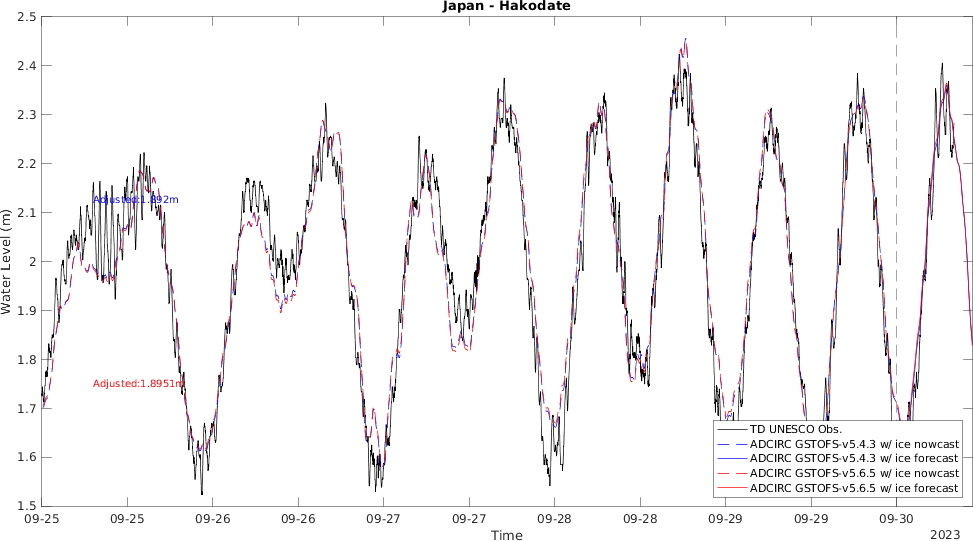 Japan - Hakodate
2.5
2.4
2.3
2.2
2.1
2
1.9
1.8
1.7
1.6
1.5
Water Level (m)
Adjusted:1.892m
Adjusted:1.8951m
TD UNESCO Obs.
ADCIRC GSTOFS-v5.4.3 w/ ice nowcast
ADCIRC GSTOFS-v5.4.3 w/ ice forecast
ADCIRC GSTOFS-v5.6.5 w/ ice nowcast
ADCIRC GSTOFS-v5.6.5 w/ ice forecast
09-25 09-25 09-26 09-26 09-27 09-27 09-28 09-28 09-29 09-29 09-30
Time
2023